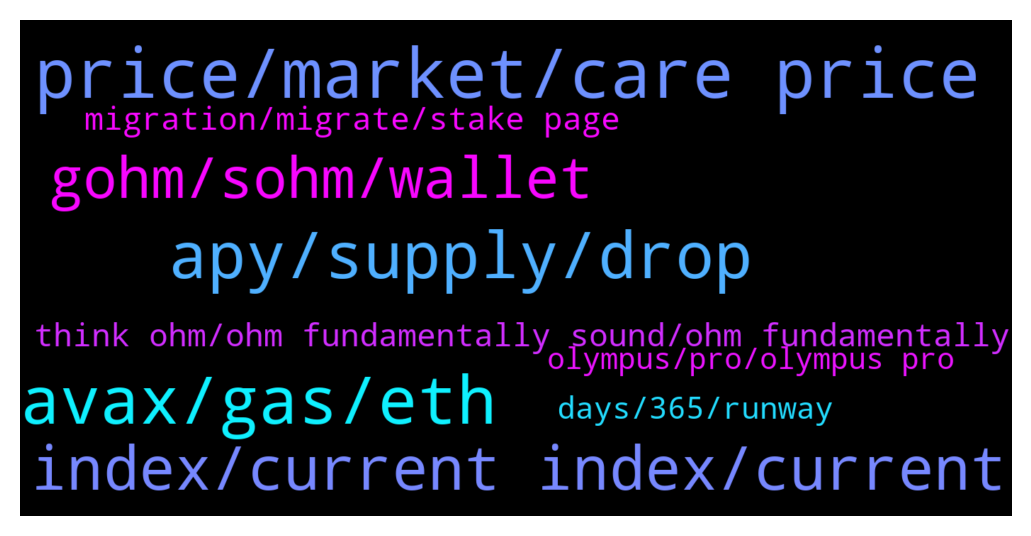 price/market/care price
migration/migrate/stake page
gohm/sohm/wallet
apy/supply/drop
think ohm/ohm fundamentally sound/ohm fundamentally
olympus/pro/olympus pro
avax/gas/eth
days/365/runway
index/current index/current